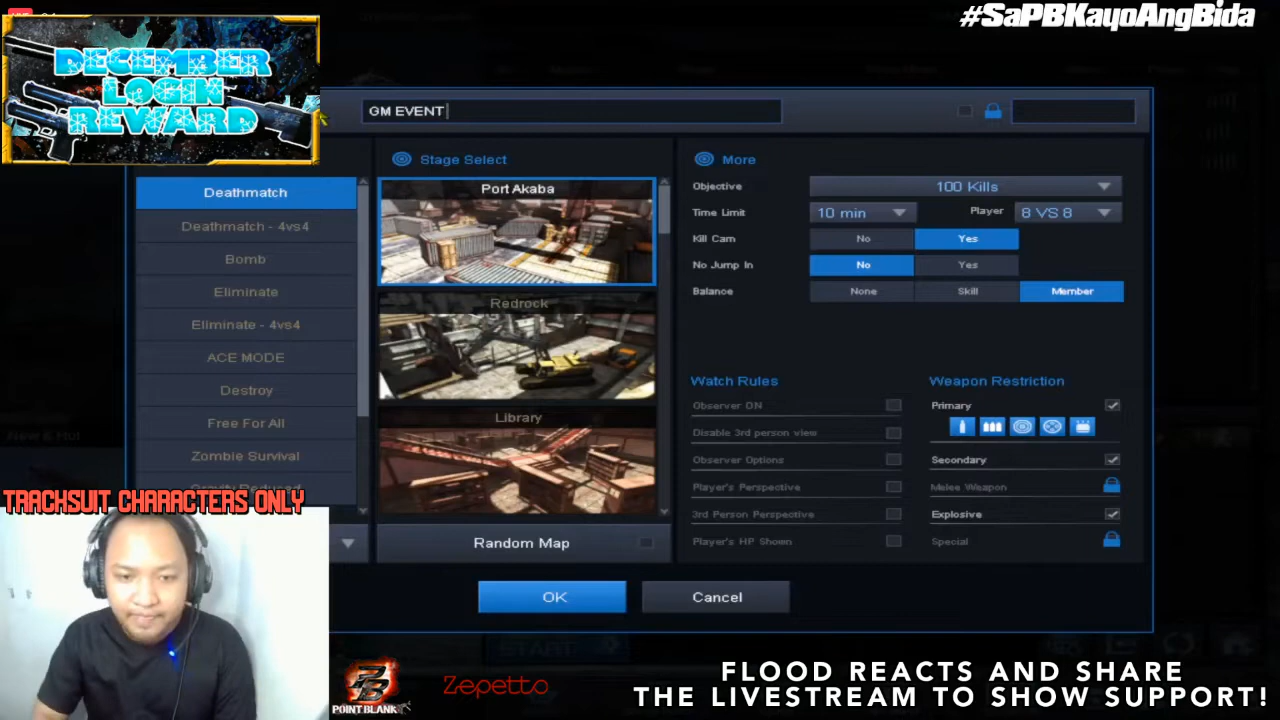 #SaPBKayoAngBida
DECEMBER
LOGIN
REWARD
GM EVENT
Stage Select
More
Deathmatch
Deathmatch - 4vs4
Bomb
Eliminate
Eliminate - 4vs4
ACE MODE
Destroy
Free For All
Zombie Survival
Gravity Reduced
Port Akaba
Redrock
Library
Random Map
Objective
100 Kills
Time Limit
10 min
Player
8 VS 8
Kill Cam
No
Yes
No Jump In
No
Yes
Balance
None
Skill
Member
Watch Rules
Observer ON
Disable 3rd person view
Observer Options
Player's Perspective
3rd Person Perspective
Player's HP Shown
Weapon Restriction
Primary
Secondary
Melee Weapon
Explosive
Special
OK
Cancel
START
TRACKSUIT CHARACTERS ONLY
PB
POINT BLANK
Zepetto
FLOOD REACTS AND SHARE
THE LIVESTREAM TO SHOW SUPPORT!